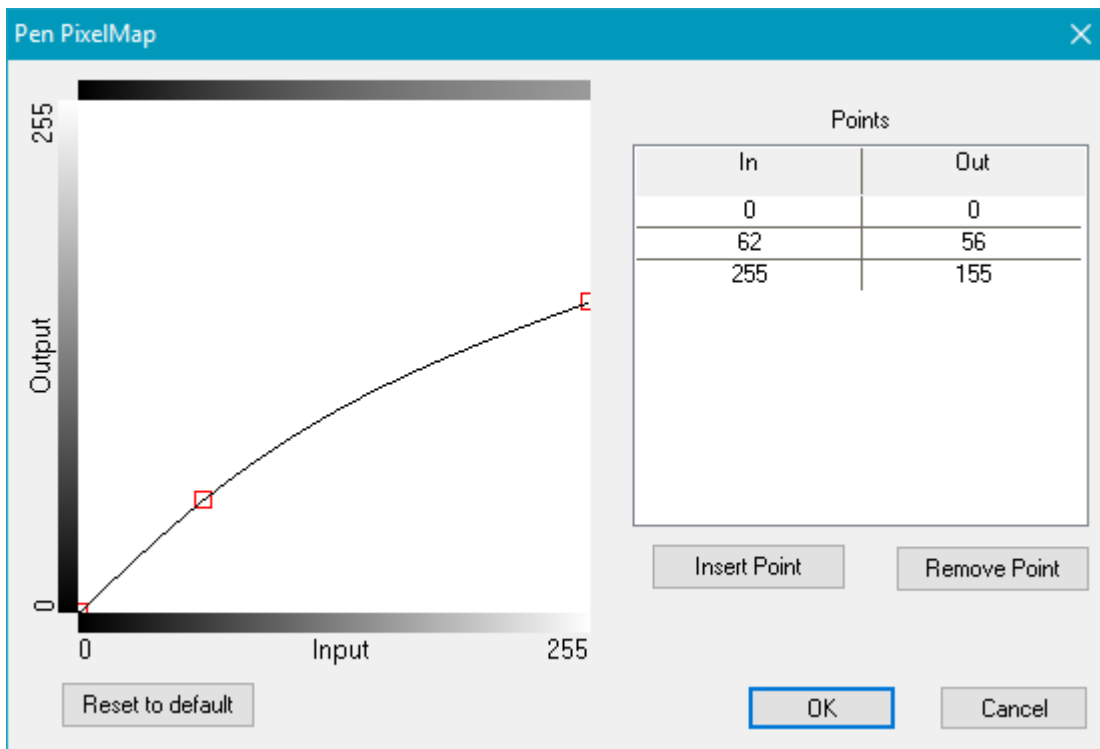 Pen PixelMap
255
Output
0
0 Input 255
Points
In Out
0 0
62 56
255 155
Insert Point Remove Point
Reset to default OK Cancel